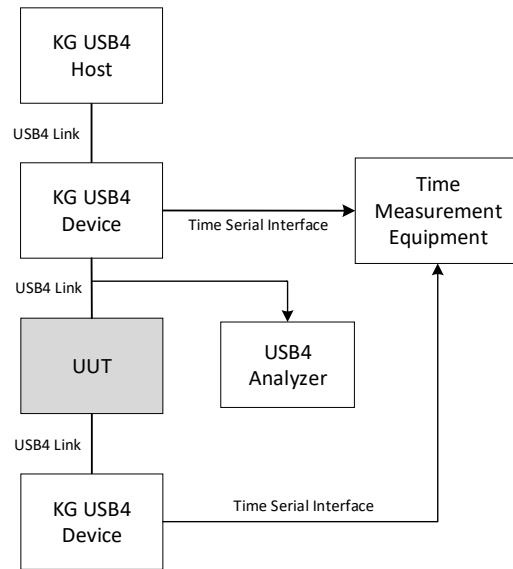 KG USB4
Host
USB4 Link
KG USB4
Device
Time Serial Interface
Time
Measurement
Equipment
USB4 Link
UUT
USB4
Analyzer
USB4 Link
KG USB4
Device
Time Serial Interface